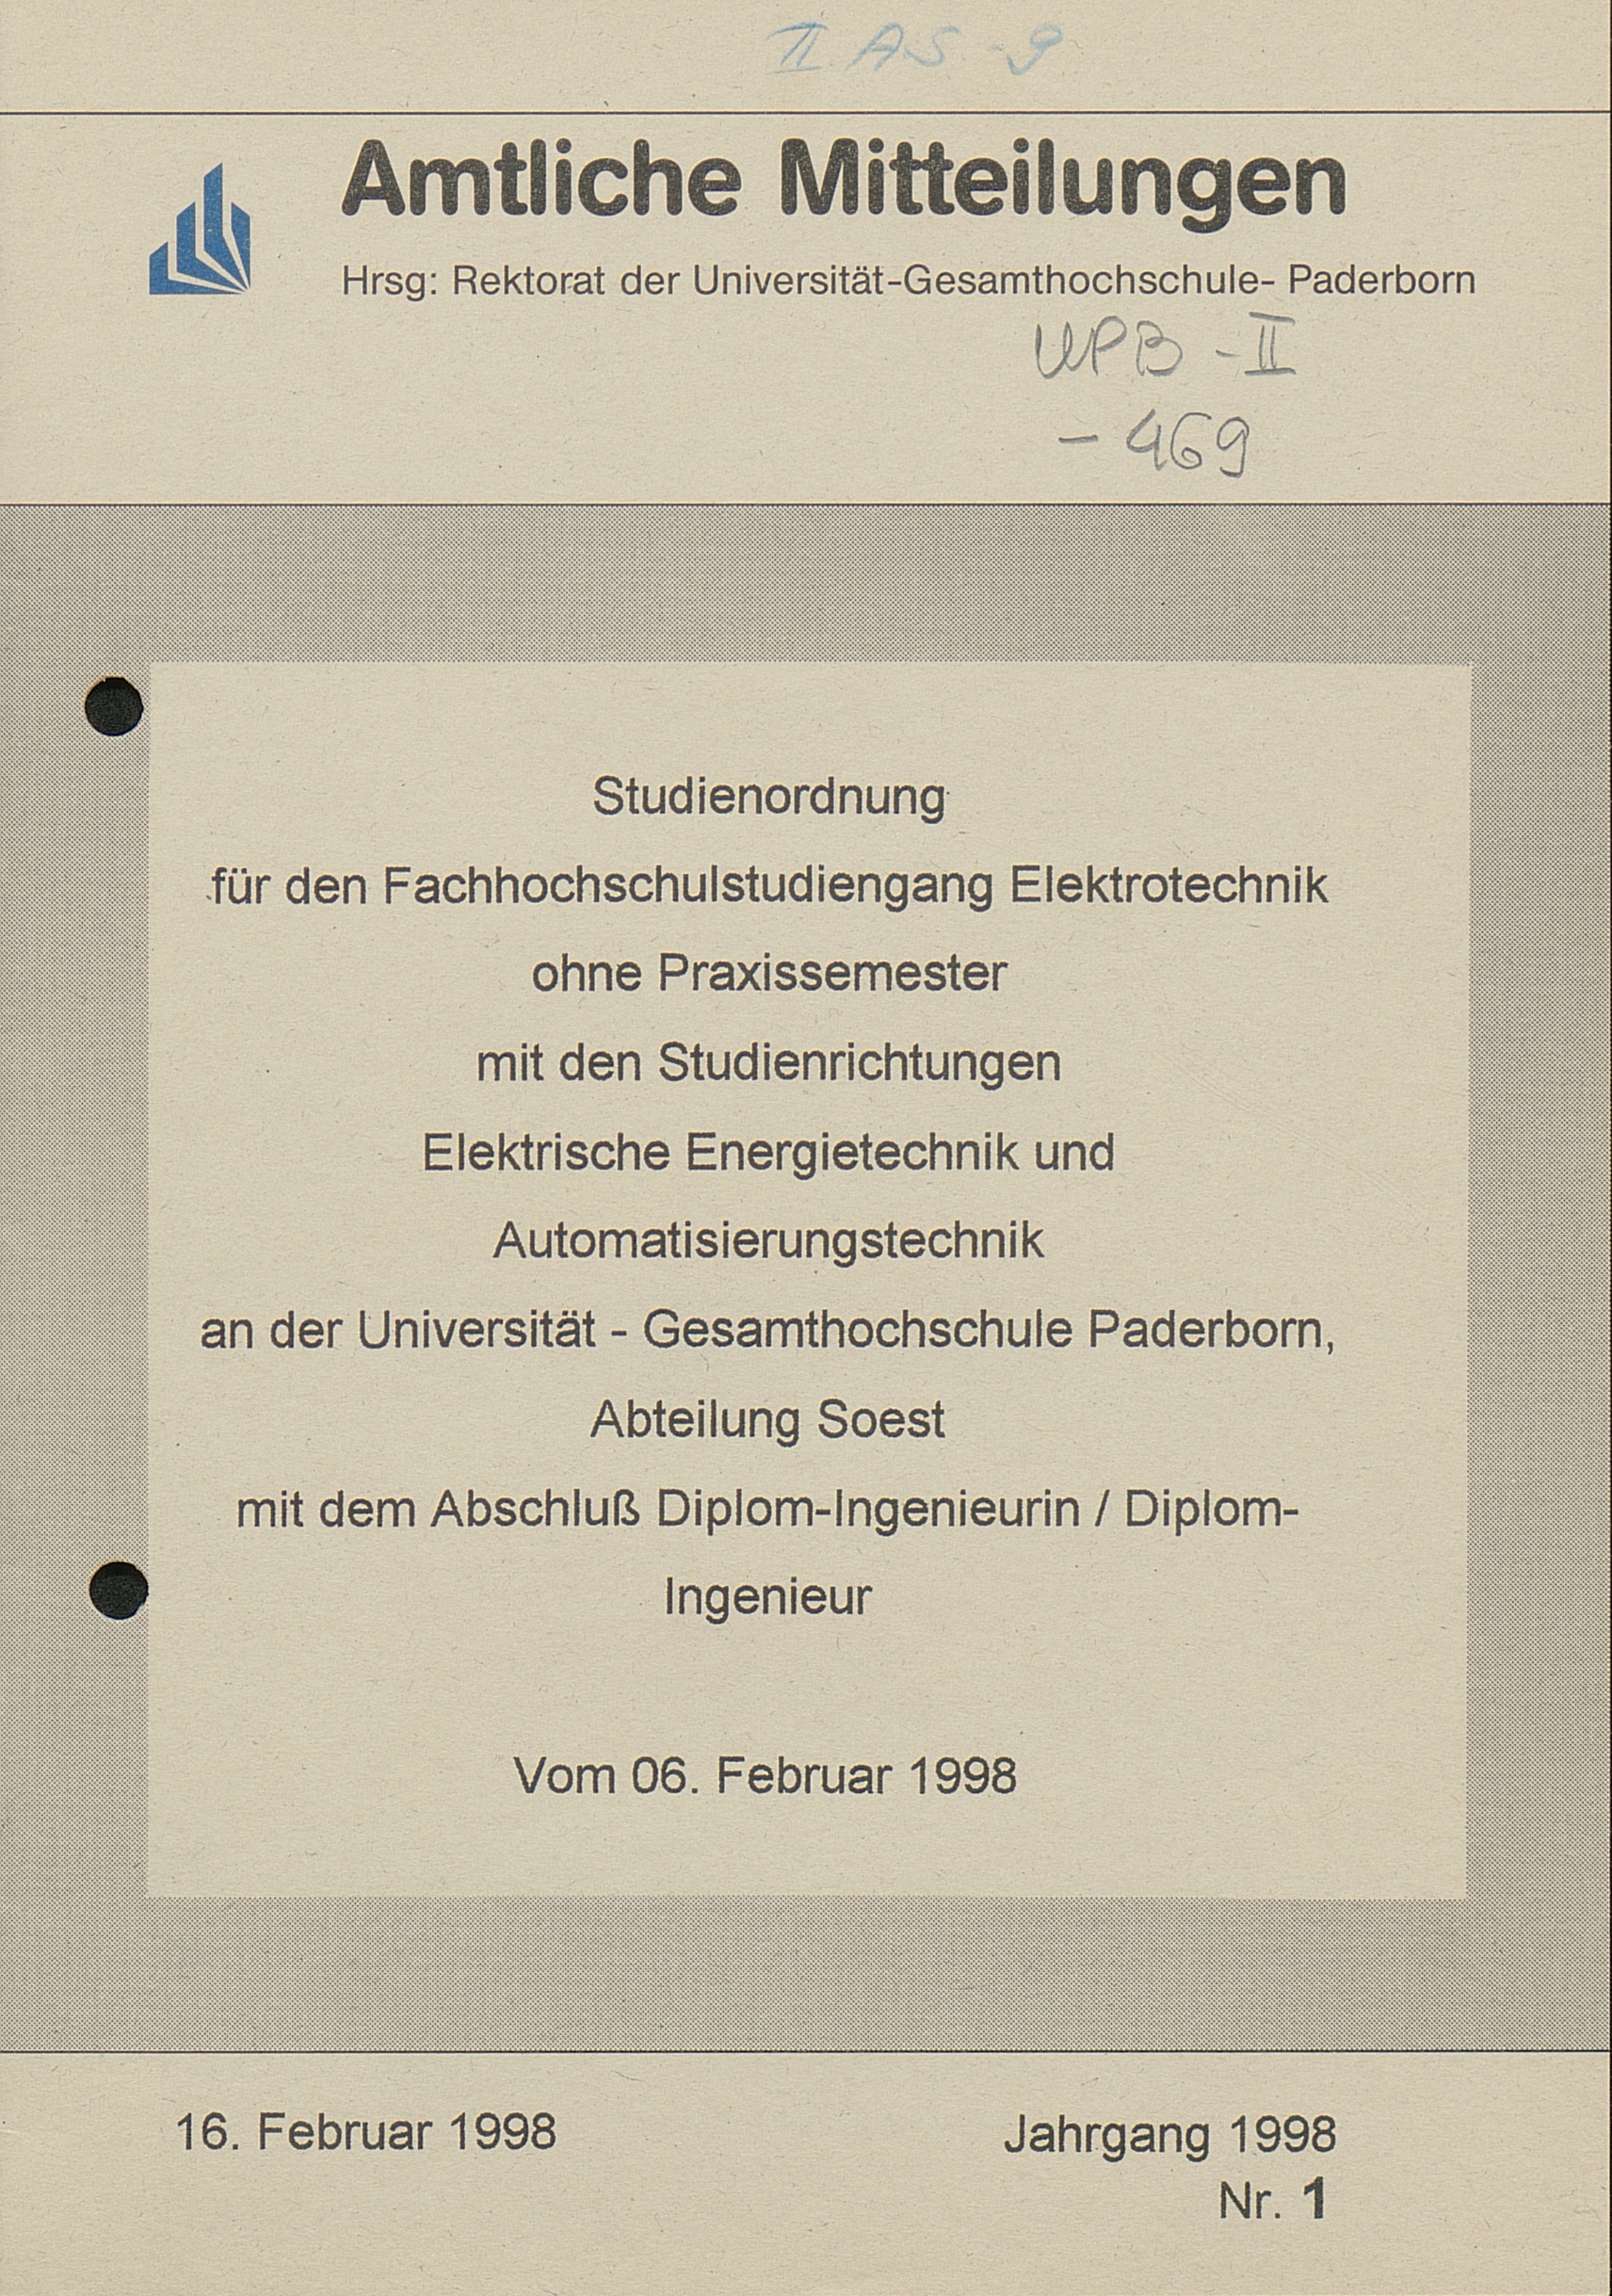 II. AS - 9
Amtliche Mitteilungen
Hrsg: Rektorat der Universität-Gesamthochschule- Paderborn
UPB - II
- 469
Studienordnung
für den Fachhochschulstudiengang Elektrotechnik
ohne Praxissemester
mit den Studienrichtungen
Elektrische Energietechnik und
Automatisierungstechnik
an der Universität - Gesamthochschule Paderborn,
Abteilung Soest
mit dem Abschluß Diplom-Ingenieurin / Diplom-
Ingenieur
Vom 06. Februar 1998
16. Februar 1998
Jahrgang 1998
Nr. 1